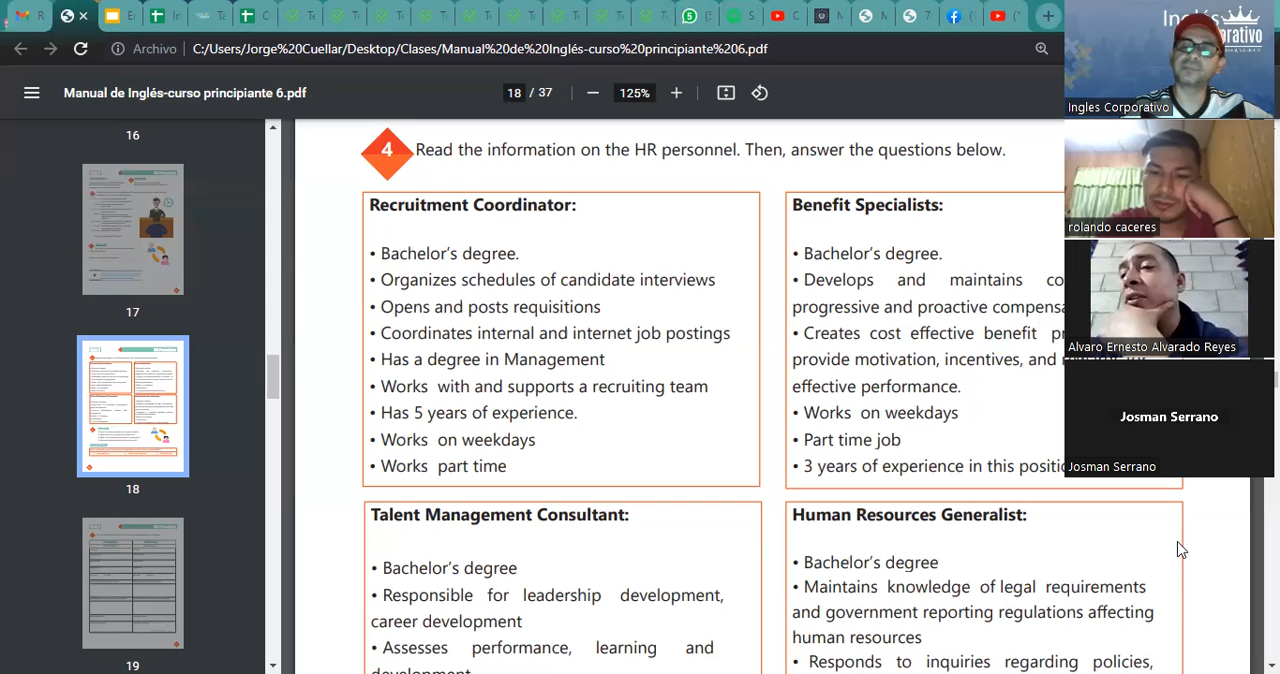 Archivo C:/Users/Jorge%20Cuellar/Desktop/Clases/Manual%20de%20Inglés-curso%20principiante%206.pdf
Manual de Inglés-curso principiante 6.pdf
18 / 37
125%
16
17
18
19
4
Read the information on the HR personnel. Then, answer the questions below.
Recruitment Coordinator:
• Bachelor's degree.
• Organizes schedules of candidate interviews
• Opens and posts requisitions
• Coordinates internal and internet job postings
• Has a degree in Management
• Works with and supports a recruiting team
• Has 5 years of experience.
• Works on weekdays
• Works part time
Benefit Specialists:
• Bachelor's degree.
• Develops and maintains
progressive and proactive
• Creates cost effective benefit
provide motivation, incentives, and
effective performance.
• Works on weekdays
• Part time job
• 3 years of experience in this
Talent Management Consultant:
• Bachelor's degree
• Responsible for leadership development,
career development
• Assesses performance, learning and
development
Human Resources Generalist:
• Bachelor's degree
• Maintains knowledge of legal requirements
and government reporting regulations affecting
human resources
• Responds to inquiries regarding policies,
Inglés
Ingles Corporativo
rolando caceres
Alvaro Ernesto Alvarado Reyes
Josman Serrano
Josman Serrano